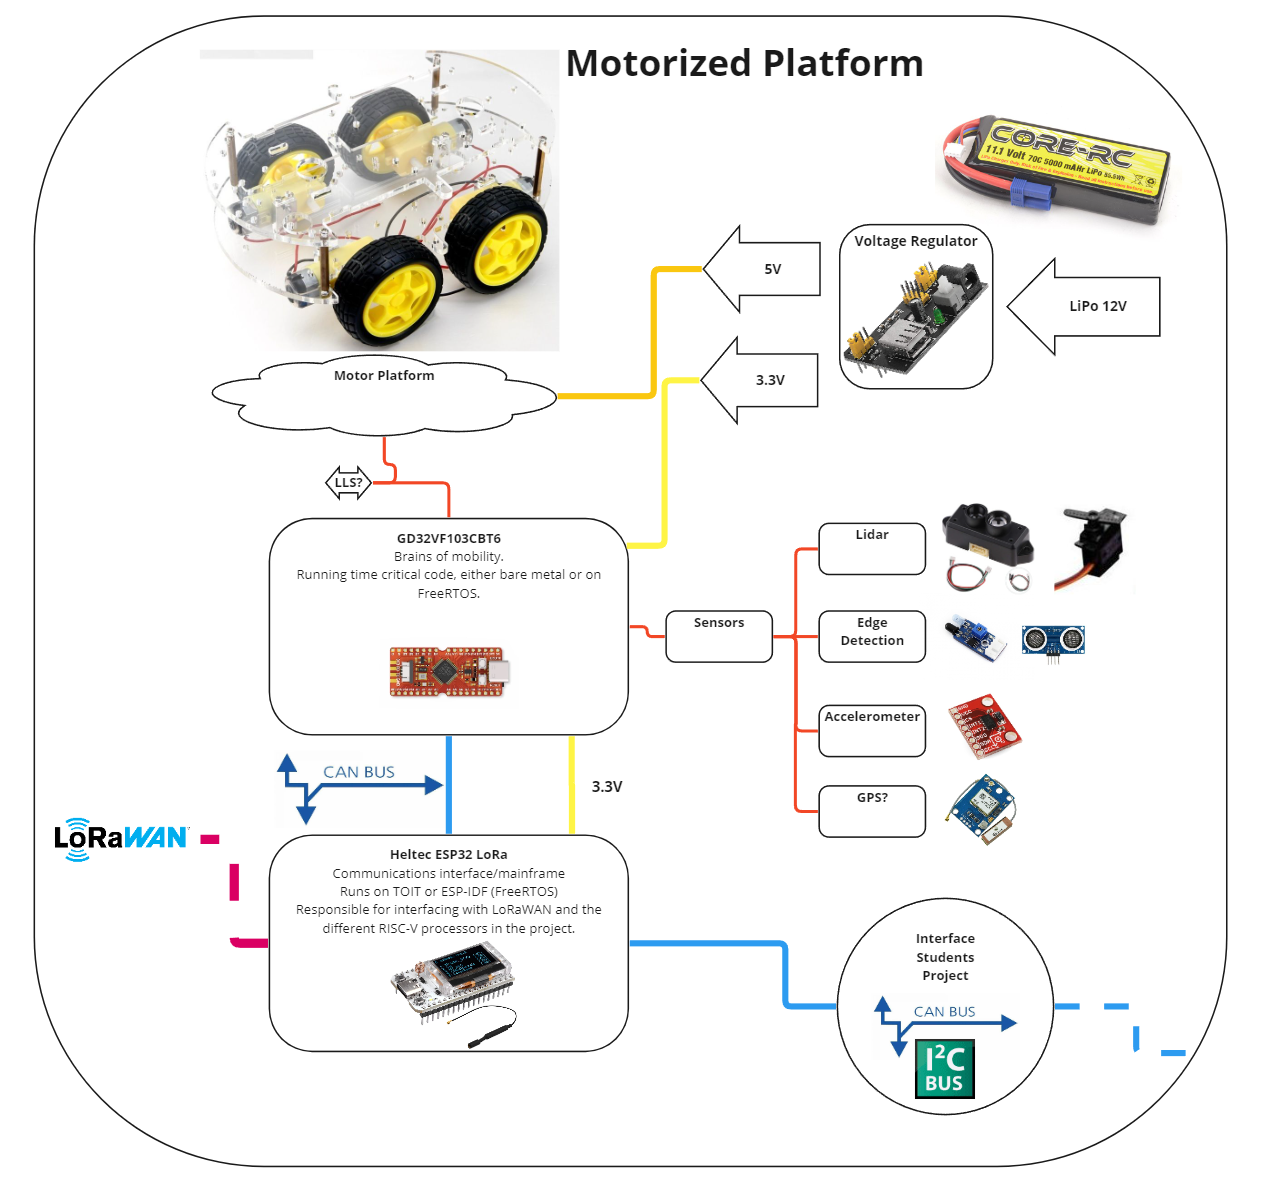 Motorized Platform
CORE-RC
11.1 Volt 70C 5000 mAHr LiPo 55.5Wh
Voltage Regulator
5V
LiPo 12V
3.3V
Motor Platform
LLS?
GD32VF103CBT6
Brains of mobility.
Running time critical code, either bare metal or on
FreeRTOS.
Lidar
Sensors
Edge
Detection
Accelerometer
GPS?
CAN BUS
3.3V
LoRaWAN
Heltec ESP32 LoRa
Communications interface/mainframe
Runs on TOIT or ESP-IDF (FreeRTOS)
Responsible for interfacing with LoRaWAN and the
different RISC-V processors in the project.
Interface
Students
Project
CAN BUS
I²C
BUS